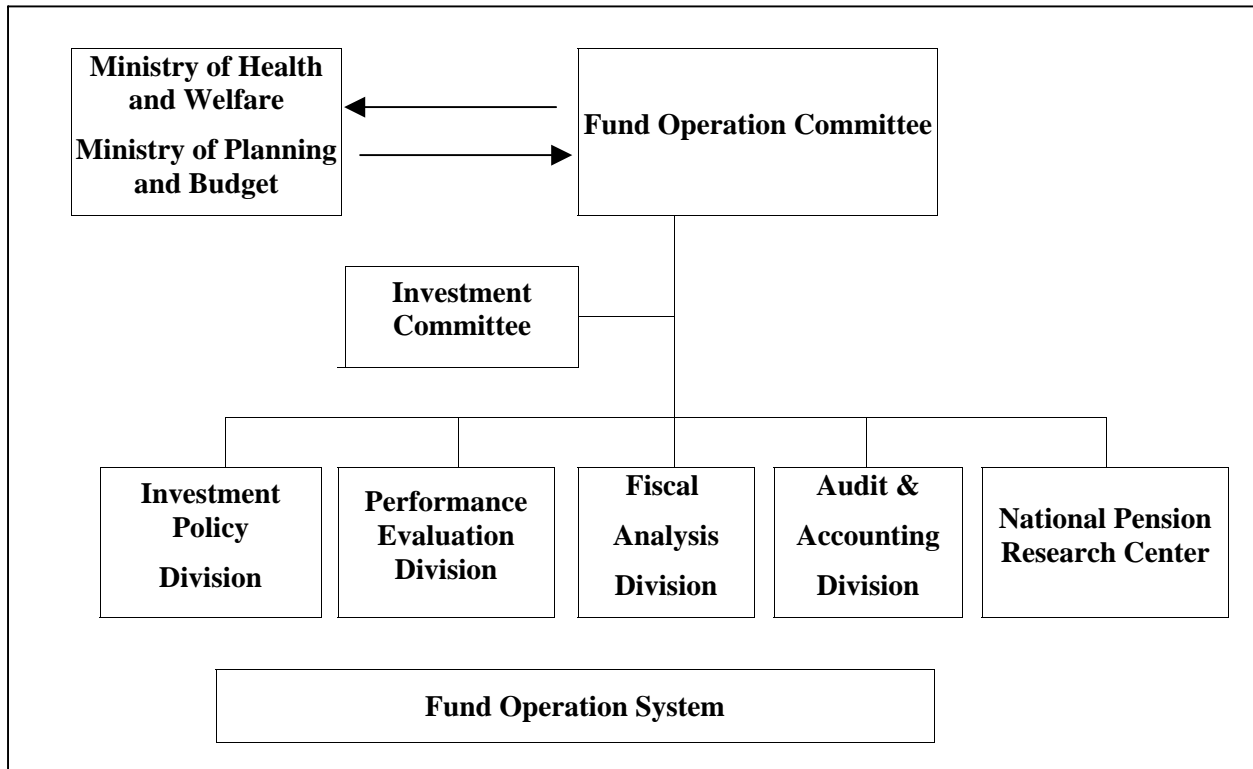 Ministry of Health
and Welfare
Ministry of Planning
and Budget
Fund Operation Committee
Investment
Committee
Investment
Policy
Division
Performance
Evaluation
Division
Fiscal
Analysis
Division
Audit &
Accounting
Division
National Pension
Research Center
Fund Operation System